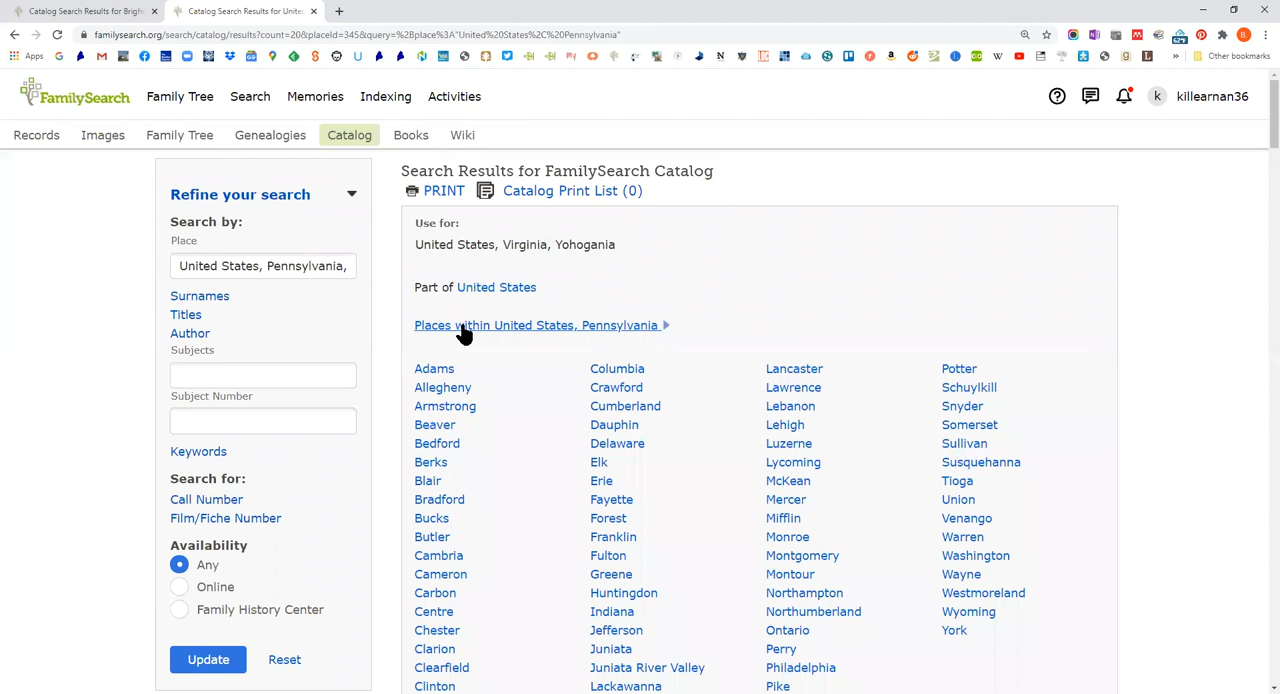 Catalog Search Results for Brigh
Catalog Search Results for Unite
familysearch.org/search/catalog/results?count=20&placeId=345&query=%2Bplace%3A"United%20States%2C%20Pennsylvania"
Apps
Other bookmarks
FamilySearch
Family Tree
Search
Memories
Indexing
Activities
k
killearnan36
Records
Images
Family Tree
Genealogies
Catalog
Books
Wiki
Refine your search
Search by:
Place
United States, Pennsylvania,
Surnames
Titles
Author
Subjects
Subject Number
Keywords
Search for:
Call Number
Film/Fiche Number
Availability
Any
Online
Family History Center
Update
Reset
Search Results for FamilySearch Catalog
PRINT
Catalog Print List (0)
Use for:
United States, Virginia, Yohogania
Part of United States
Places within United States, Pennsylvania
Adams
Allegheny
Armstrong
Beaver
Bedford
Berks
Blair
Bradford
Bucks
Butler
Cambria
Cameron
Carbon
Centre
Chester
Clarion
Clearfield
Clinton
Columbia
Crawford
Cumberland
Dauphin
Delaware
Elk
Erie
Fayette
Forest
Franklin
Fulton
Greene
Huntingdon
Indiana
Jefferson
Juniata
Juniata River Valley
Lackawanna
Lancaster
Lawrence
Lebanon
Lehigh
Luzerne
Lycoming
McKean
Mercer
Mifflin
Monroe
Montgomery
Montour
Northampton
Northumberland
Ontario
Perry
Philadelphia
Pike
Potter
Schuylkill
Snyder
Somerset
Sullivan
Susquehanna
Tioga
Union
Venango
Warren
Washington
Wayne
Westmoreland
Wyoming
York